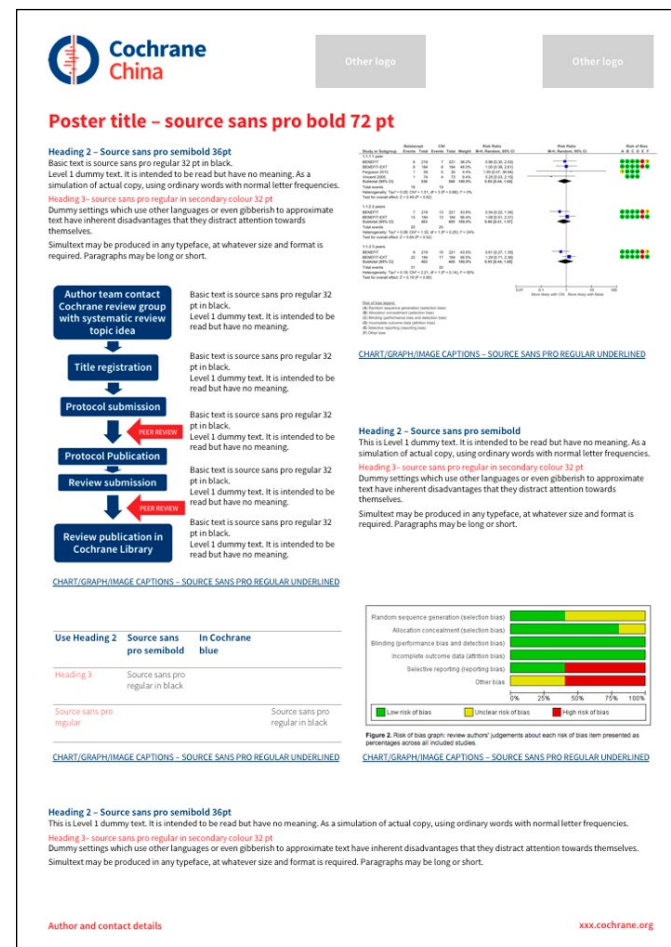 Cochrane
China
Other logo
Other logo
Poster title – source sans pro bold 72 pt
Heading 2 – Source sans pro semibold 36pt
Basic text is source sans pro regular 32 pt in black.
Level 1 dummy text. It is intended to be read but have no meaning. As a
simulation of actual copy, using ordinary words with normal letter frequencies.
Heading 3– source sans pro regular in secondary colour 32 pt
Dummy settings which use other languages or even gibberish to approximate
text have inherent disadvantages that they distract attention towards
themselves.
Simultext may be produced in any typeface, at whatever size and format is
required. Paragraphs may be long or short.
Author team contact
Cochrane review group
with systematic review
topic idea
Basic text is source sans pro regular 32
pt in black.
Level 1 dummy text. It is intended to be
read but have no meaning.
Title registration
Basic text is source sans pro regular 32
pt in black.
Level 1 dummy text. It is intended to be
read but have no meaning.
Protocol submission
PEER REVIEW
Basic text is source sans pro regular 32
pt in black.
Level 1 dummy text. It is intended to be
read but have no meaning.
Protocol Publication
Review submission
PEER REVIEW
Basic text is source sans pro regular 32
pt in black.
Level 1 dummy text. It is intended to be
read but have no meaning.
Review publication in
Cochrane Library
Basic text is source sans pro regular 32
pt in black.
Level 1 dummy text. It is intended to be
read but have no meaning.
CHART/GRAPH/IMAGE CAPTIONS – SOURCE SANS PRO REGULAR UNDERLINED
Use Heading 2 Source sans pro semibold In Cochrane blue
Heading 3 Source sans pro regular in black
Source sans pro regular Source sans pro regular in black
CHART/GRAPH/IMAGE CAPTIONS – SOURCE SANS PRO REGULAR UNDERLINED
Study or Subgroup Events Total Events Total Weight M-H, Random, 95% CI
Risk Ratio
Risk of Bias
CHART/GRAPH/IMAGE CAPTIONS – SOURCE SANS PRO REGULAR UNDERLINED
Heading 2 – Source sans pro semibold
This is Level 1 dummy text. It is intended to be read but have no meaning. As a
simulation of actual copy, using ordinary words with normal letter frequencies.
Heading 3– source sans pro regular in secondary colour 32 pt
Dummy settings which use other languages or even gibberish to approximate
text have inherent disadvantages that they distract attention towards
themselves.
Simultext may be produced in any typeface, at whatever size and format is
required. Paragraphs may be long or short.
Random sequence generation (selection bias)
Allocation concealment (selection bias)
Blinding (performance bias and detection bias)
Incomplete outcome data (attrition bias)
Selective reporting (reporting bias)
Other bias
0% 25% 50% 75% 100%
Low risk of bias Unclear risk of bias High risk of bias
Figure 2. Risk of bias graph: review authors' judgements about each risk of bias item presented as
percentages across all included studies.
CHART/GRAPH/IMAGE CAPTIONS – SOURCE SANS PRO REGULAR UNDERLINED
Heading 2 – Source sans pro semibold 36pt
This is Level 1 dummy text. It is intended to be read but have no meaning. As a simulation of actual copy, using ordinary words with normal letter frequencies.
Heading 3– source sans pro regular in secondary colour 32 pt
Dummy settings which use other languages or even gibberish to approximate text have inherent disadvantages that they distract attention towards themselves.
Simultext may be produced in any typeface, at whatever size and format is required. Paragraphs may be long or short.
Author and contact details
xxx.cochrane.org